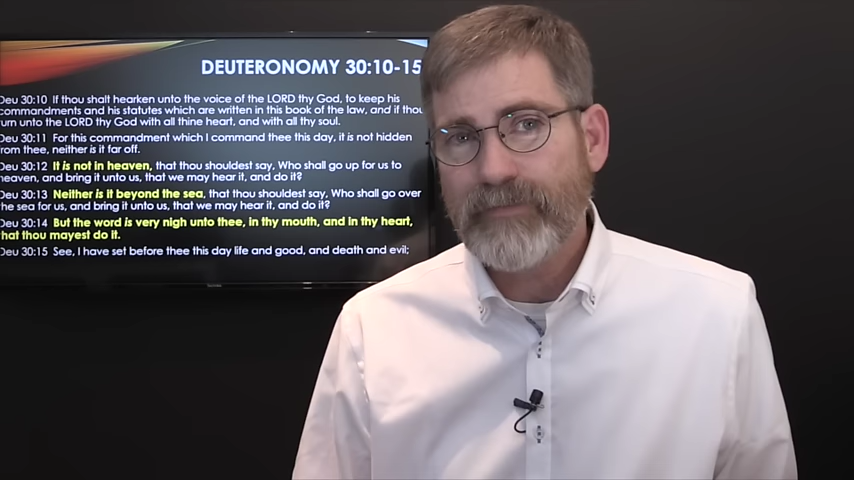 DEUTERONOMY 30:10-15
Deu 30:10 If thou shalt hearken unto the voice of the LORD thy God, to keep his
commandments and his statutes which are written in this book of the law, and if thou
turn unto the LORD thy God with all thine heart, and with all thy soul.
Deu 30:11 For this commandment which I command thee this day, it is not hidden
from thee, neither is it far off.
Deu 30:12 It is not in heaven, that thou shouldest say, Who shall go up for us to
heaven, and bring it unto us, that we may hear it, and do it?
Deu 30:13 Neither is it beyond the sea, that thou shouldest say, Who shall go over
the sea for us, and bring it unto us, that we may hear it, and do it?
Deu 30:14 But the word is very nigh unto thee, in thy mouth, and in thy heart,
that thou mayest do it.
Deu 30:15 See, I have set before thee this day life and good, and death and evil;